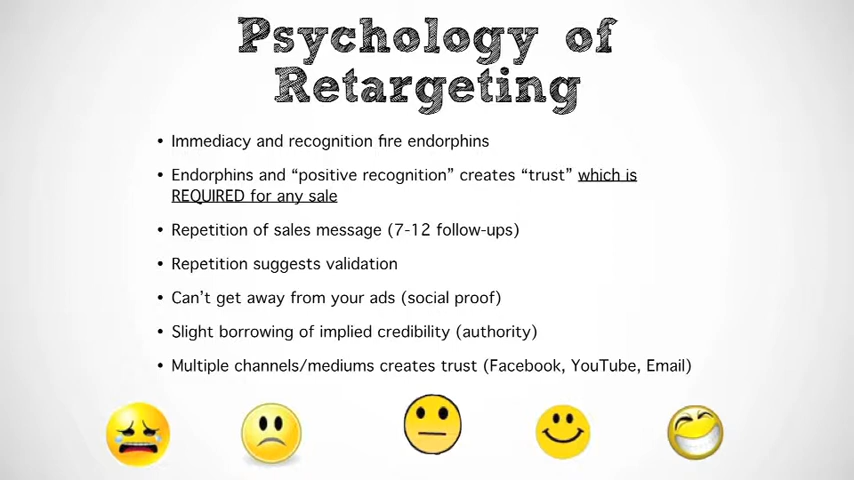 Psychology of
Retargeting
• Immediacy and recognition fire endorphins
• Endorphins and “positive recognition” creates “trust” which is
REQUIRED for any sale
• Repetition of sales message (7-12 follow-ups)
• Repetition suggests validation
• Can’t get away from your ads (social proof)
• Slight borrowing of implied credibility (authority)
• Multiple channels/mediums creates trust (Facebook, YouTube, Email)